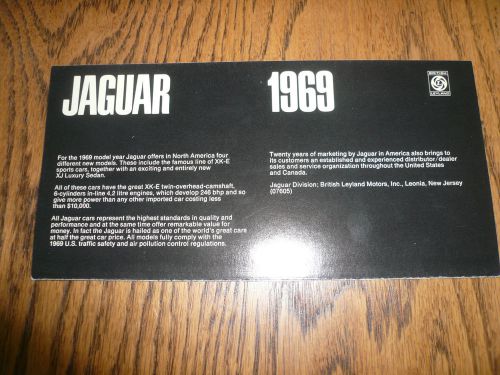 JAGUAR
For the 1969 model year Jaguar offers in North America four
different new models. These include the famous line of XK-E
sports cars, together with an exciting and entirely new
XJ Luxury Sedan.
All of these cars have the great XK-E twin-overhead-camshaft,
6-cylinders in-line 4.2 litre engines, which develop 246 bhp and so
give more power than any other imported car costing less
than $10,000.
All Jaguar cars represent the highest standards in quality and
performance and at the same time offer remarkable value for
money. In fact the Jaguar is hailed as one of the world's great cars
at half the great car price. All models fully comply with the
1969 U.S. traffic safety and air pollution control regulations.
1969
Twenty years of marketing by Jaguar in America also brings to
its customers an established and experienced distributor/dealer
sales and service organization throughout the United States
and Canada.
Jaguar Division; British Leyland Motors, Inc., Leonia, New Jersey
(07605)
BRITISH
LEYLAND